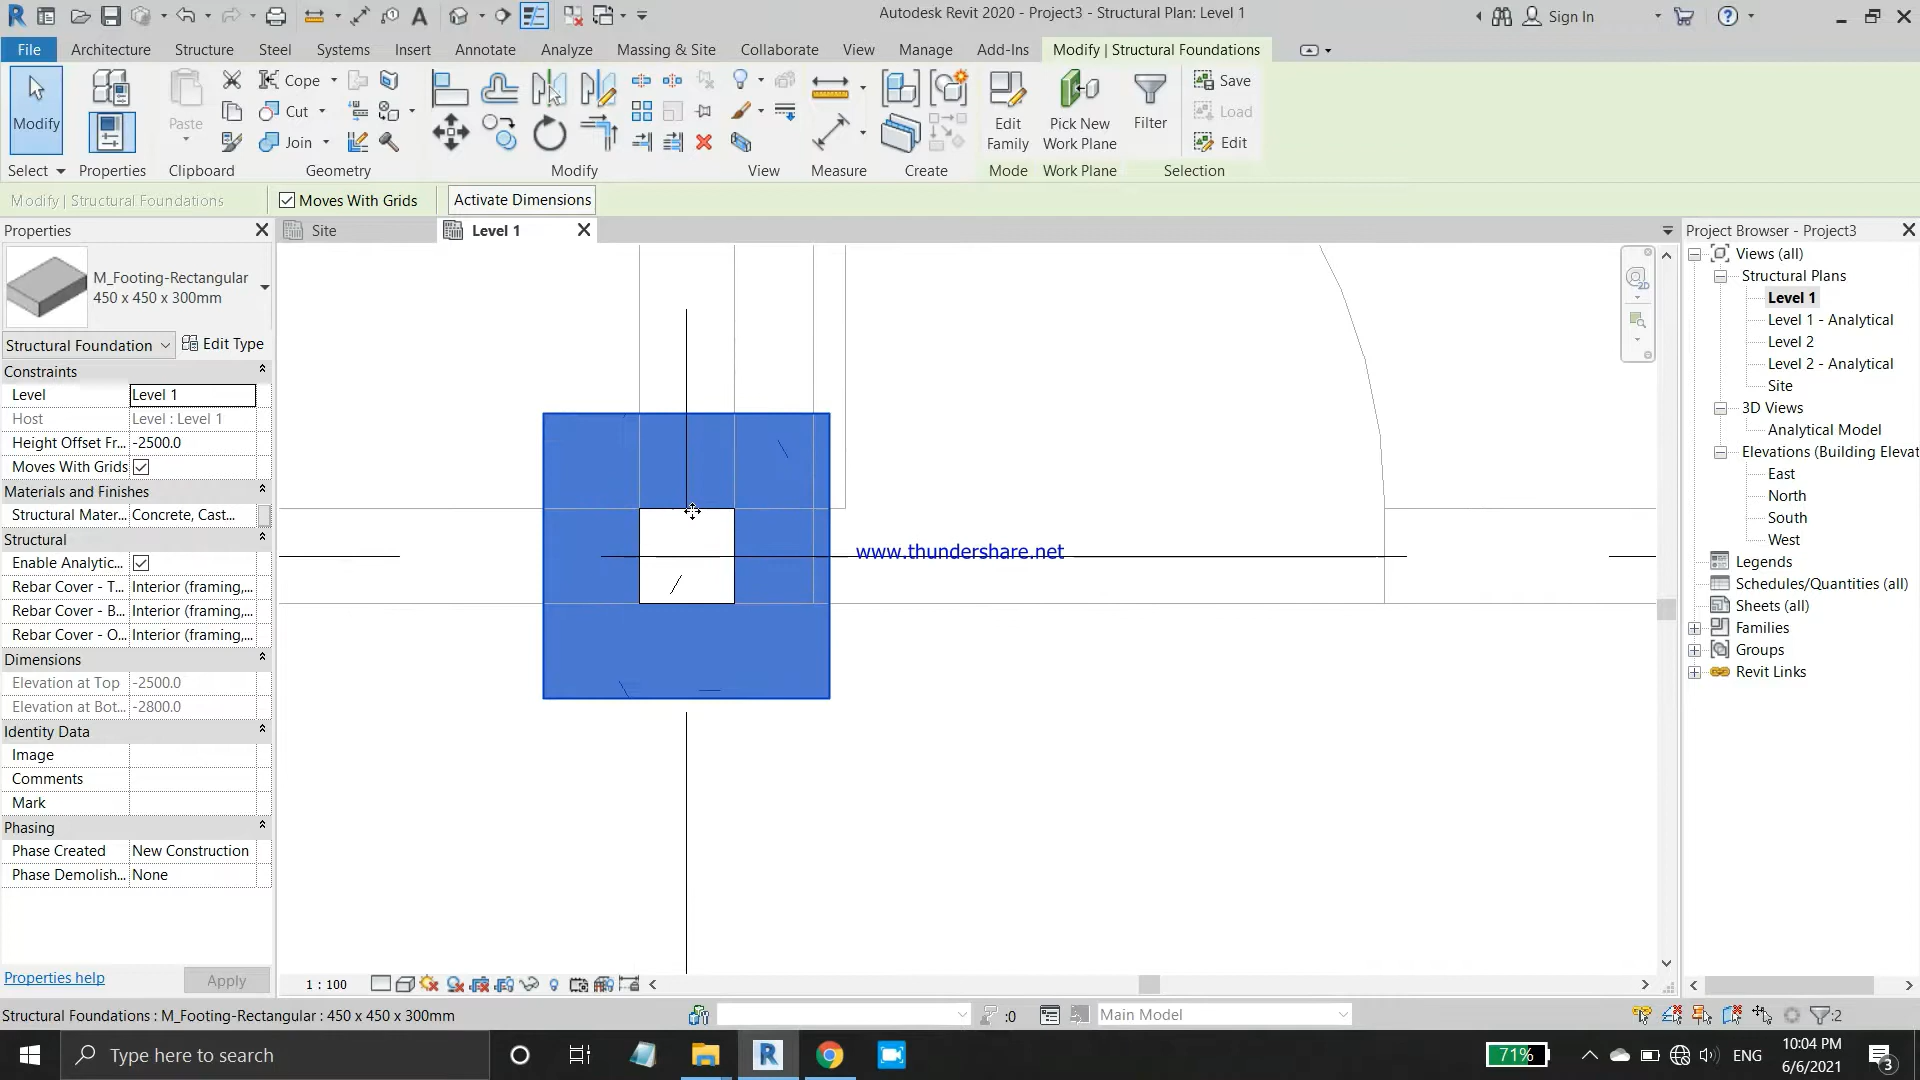 Autodesk Revit 2020 - Project3 - Structural Plan: Level 1
Sign In
File Architecture Structure Steel Systems Insert Annotate Analyze Massing & Site Collaborate View Manage Add-Ins Modify | Structural Foundations
Modify
Paste
Cope
Cut
Join
Edit Family
Pick New Work Plane
Filter
Save
Load
Edit
Select Properties Clipboard Geometry Modify View Measure Create Mode Work Plane Selection
Modify | Structural Foundations
Moves With Grids
Activate Dimensions
Properties
Site
Level 1
M_Footing-Rectangular
450 x 450 x 300mm
Structural Foundation
Edit Type
Constraints
Level Level 1
Host Level : Level 1
Height Offset Fr... -2500.0
Moves With Grids
Materials and Finishes
Structural Mater... Concrete, Cast...
Structural
Enable Analytic...
Rebar Cover - T... Interior (framing,...
Rebar Cover - B... Interior (framing,...
Rebar Cover - O... Interior (framing,...
Dimensions
Elevation at Top -2500.0
Elevation at Bot... -2800.0
Identity Data
Image
Comments
Mark
Phasing
Phase Created New Construction
Phase Demolish... None
Properties help
Apply
www.thundershare.net
2D
Project Browser - Project3
Views (all)
Structural Plans
Level 1
Level 1 - Analytical
Level 2
Level 2 - Analytical
Site
3D Views
Analytical Model
Elevations (Building Elevat
East
North
South
West
Legends
Schedules/Quantities (all)
Sheets (all)
Families
Groups
Revit Links
1 : 100
Structural Foundations : M_Footing-Rectangular : 450 x 450 x 300mm
:0
Main Model
:2
Type here to search
71%
ENG
10:04 PM
6/6/2021
3